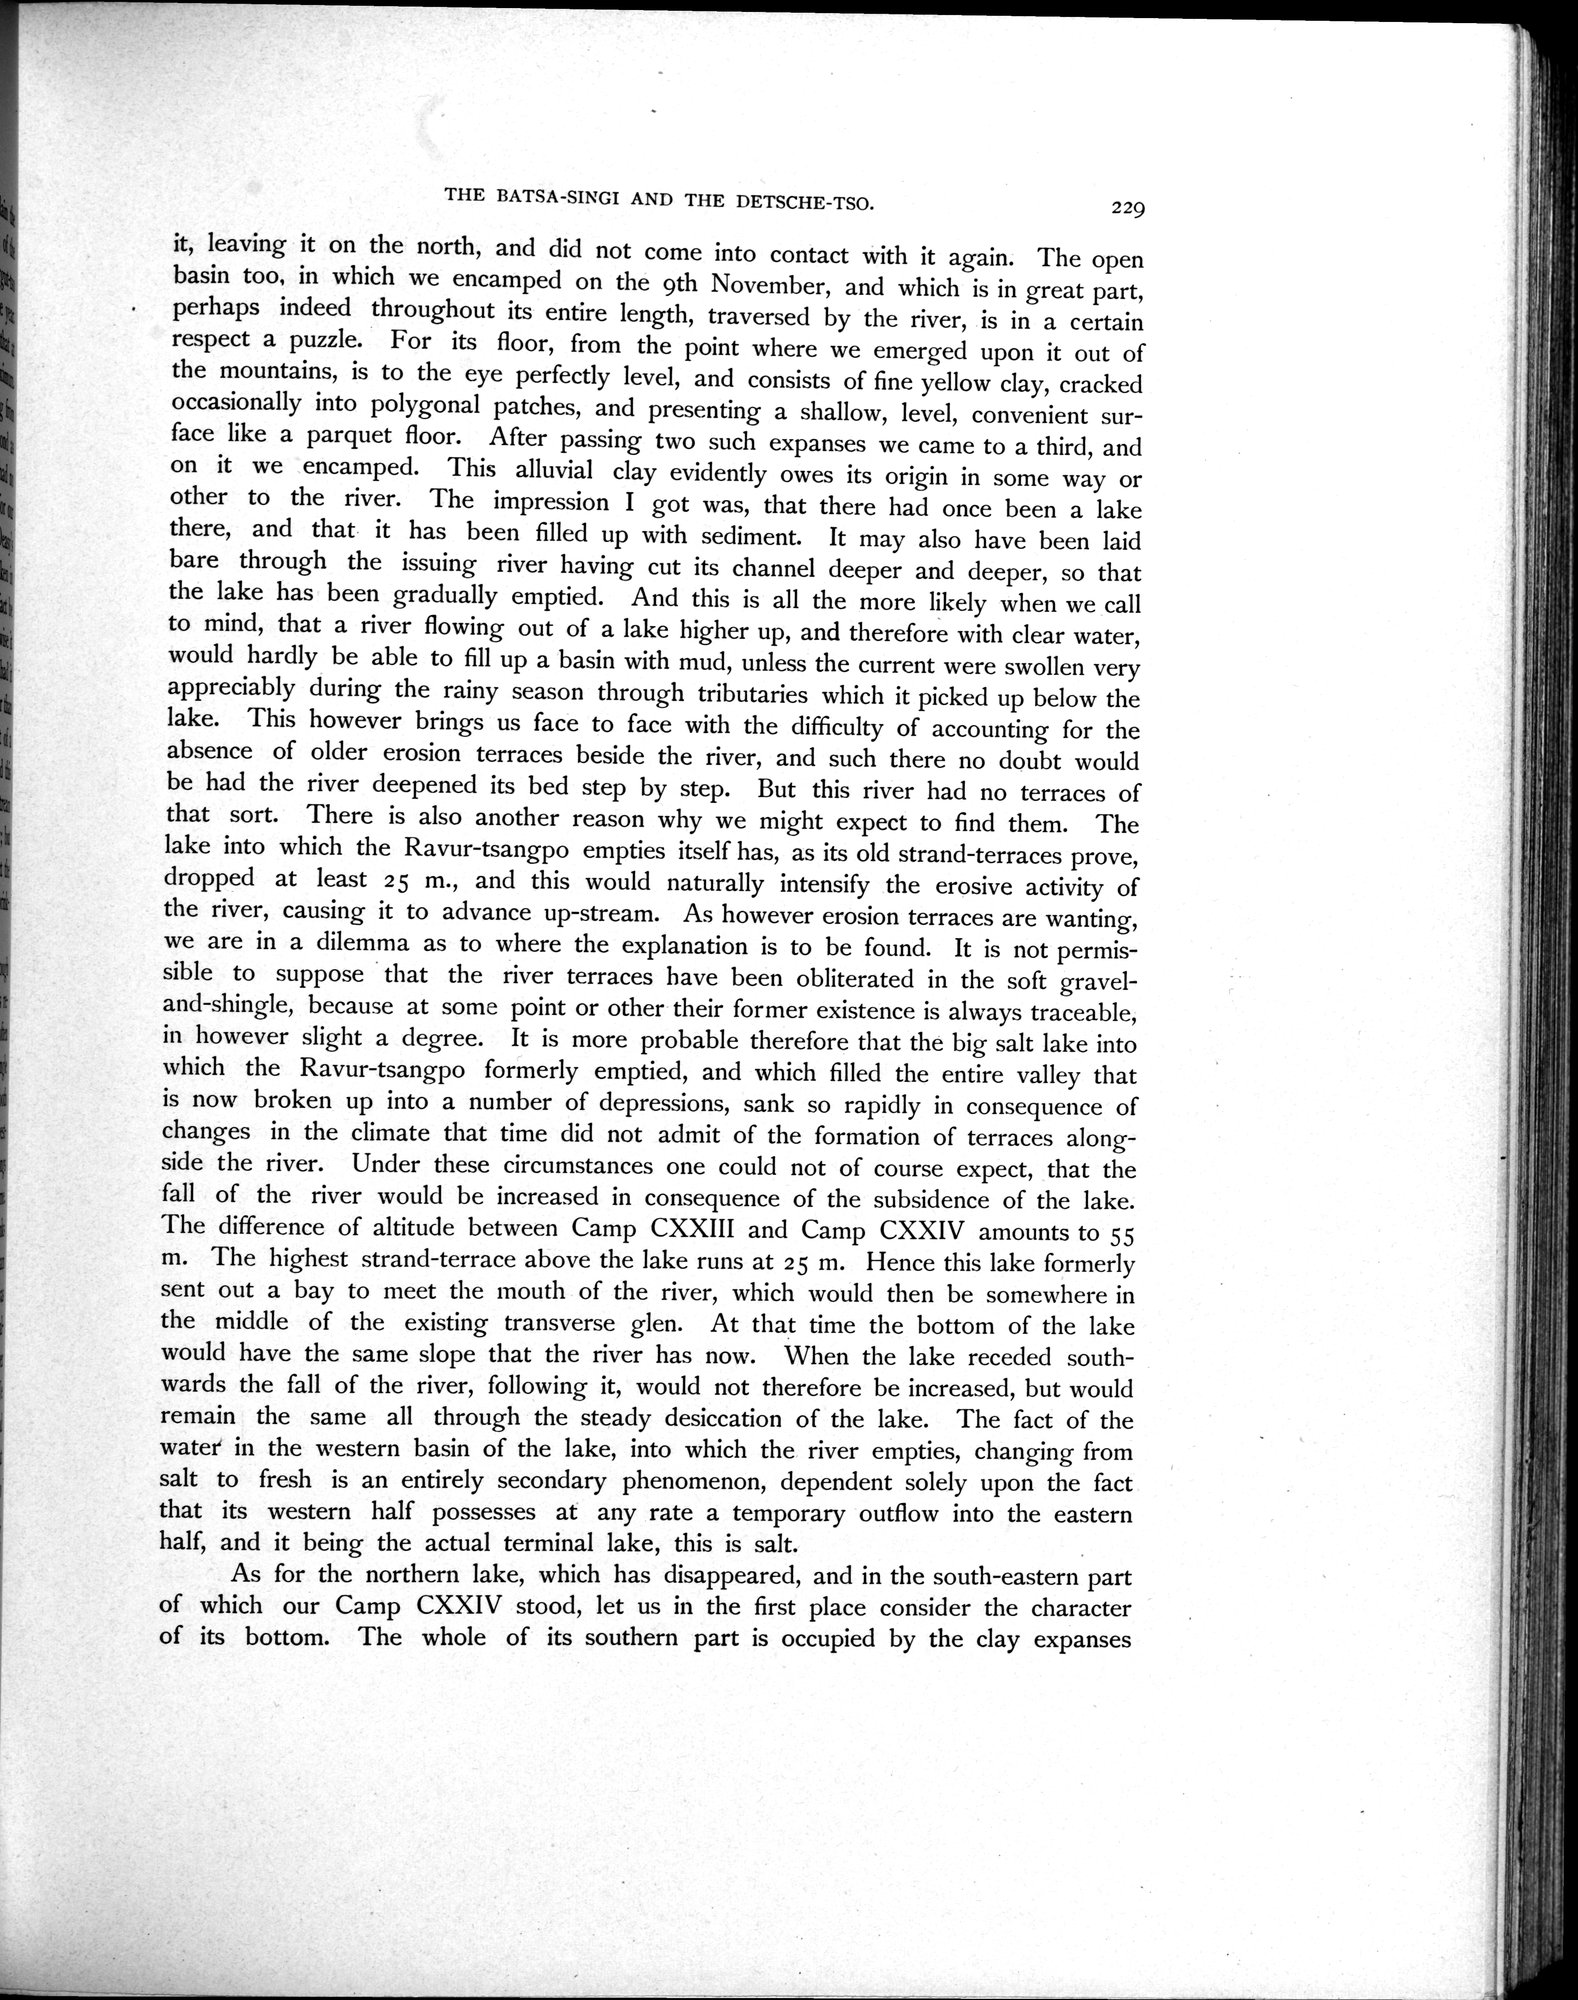 THE BATSA-SINGI AND THE DETSCHE-TSO. 229
it, leaving it on the north, and did not come into contact with it again. The open
basin too, in which we encamped on the 9th November, and which is in great part,
perhaps indeed throughout its entire length, traversed by the river, is in a certain
respect a puzzle. For its floor, from the point where we emerged upon it out of
the mountains, is to the eye perfectly level, and consists of fine yellow clay, cracked
occasionally into polygonal patches, and presenting a shallow, level, convenient sur-
face like a parquet floor. After passing two such expanses we came to a third, and
on it we encamped. This alluvial clay evidently owes its origin in some way or
other to the river. The impression I got was, that there had once been a lake
there, and that it has been filled up with sediment. It may also have been laid
bare through the issuing river having cut its channel deeper and deeper, so that
the lake has been gradually emptied. And this is all the more likely when we call
to mind, that a river flowing out of a lake higher up, and therefore with clear water,
would hardly be able to fill up a basin with mud, unless the current were swollen very
appreciably during the rainy season through tributaries which it picked up below the
lake. This however brings us face to face with the difficulty of accounting for the
absence of older erosion terraces beside the river, and such there no doubt would
be had the river deepened its bed step by step. But this river had no terraces of
that sort. There is also another reason why we might expect to find them. The
lake into which the Ravur-tsangpo empties itself has, as its old strand-terraces prove,
dropped at least 25 m., and this would naturally intensify the erosive activity of
the river, causing it to advance up-stream. As however erosion terraces are wanting,
we are in a dilemma as to where the explanation is to be found. It is not permis-
sible to suppose that the river terraces have been obliterated in the soft gravel-
and-shingle, because at some point or other their former existence is always traceable,
in however slight a degree. It is more probable therefore that the big salt lake into
which the Ravur-tsangpo formerly emptied, and which filled the entire valley that
is now broken up into a number of depressions, sank so rapidly in consequence of
changes in the climate that time did not admit of the formation of terraces along-
side the river. Under these circumstances one could not of course expect, that the
fall of the river would be increased in consequence of the subsidence of the lake.
The difference of altitude between Camp CXXIII and Camp CXXIV amounts to 55
m. The highest strand-terrace above the lake runs at 25 m. Hence this lake formerly
sent out a bay to meet the mouth of the river, which would then be somewhere in
the middle of the existing transverse glen. At that time the bottom of the lake
would have the same slope that the river has now. When the lake receded south-
wards the fall of the river, following it, would not therefore be increased, but would
remain the same all through the steady desiccation of the lake. The fact of the
water in the western basin of the lake, into which the river empties, changing from
salt to fresh is an entirely secondary phenomenon, dependent solely upon the fact
that its western half possesses at any rate a temporary outflow into the eastern
half, and it being the actual terminal lake, this is salt.
As for the northern lake, which has disappeared, and in the south-eastern part
of which our Camp CXXIV stood, let us in the first place consider the character
of its bottom. The whole of its southern part is occupied by the clay expanses